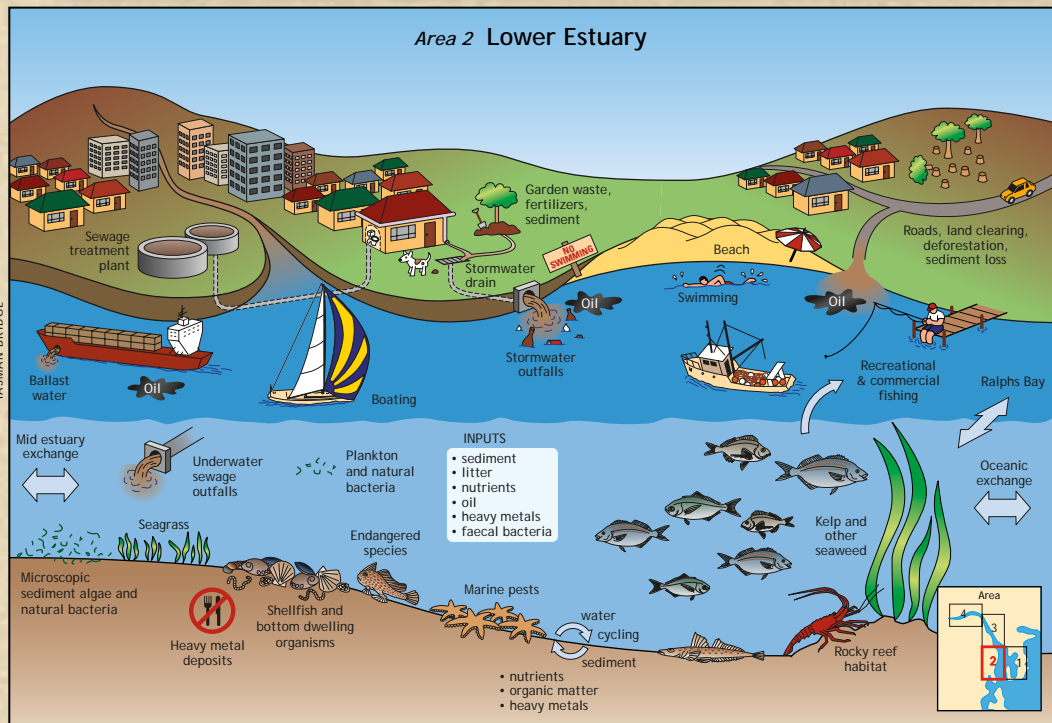 Area 2 Lower Estuary
Garden waste,
fertilizers,
sediment
Sewage
treatment
plant
Stormwater
drain
NO
SWIMMING
Beach
Roads, land clearing,
deforestation,
sediment loss
Oil
Swimming
Oil
TASMAN BRIDGE
Ballast
water
Oil
Boating
Stormwater
outfalls
Recreational
& commercial
fishing
Ralphs Bay
Mid estuary
exchange
Underwater
sewage
outfalls
Plankton
and natural
bacteria
INPUTS
• sediment
• litter
• nutrients
• oil
• heavy metals
• faecal bacteria
Oceanic
exchange
Seagrass
Endangered
species
Kelp and
other
seaweed
Microscopic
sediment algae and
natural bacteria
Heavy metal
deposits
Shellfish and
bottom dwelling
organisms
Marine pests
water
cycling
sediment
• nutrients
• organic matter
• heavy metals
Rocky reef
habitat
Area
4
3
2
1